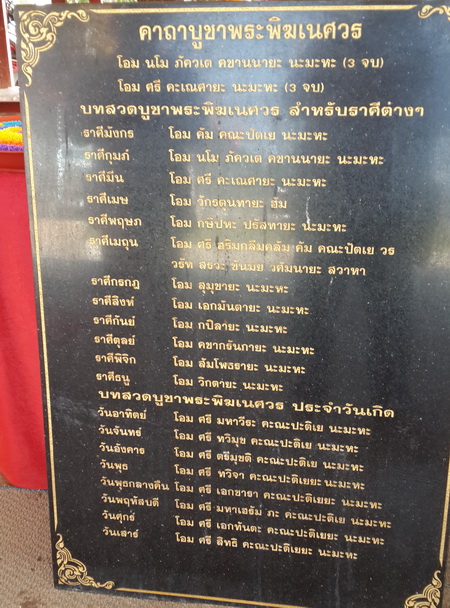 คาถาบูชาพระพิฆเนศวร
โอม นโม ภัควเต คชานนายะ นะมะหะ (3 จบ)
โอม ศรี คะเณศายะ นะมะหะ (3 จบ)
บทสวดบูชาพระพิฆเนศวร สำหรับราศีต่างๆ
ราศีมังกร โอม คัม คณะปัตเย นะมะหะ
ราศีกุมภ์ โอม นโม ภัควเต คชานนายะ นะมะหะ
ราศีมีน โอม ศรี คะเณศายะ นะมะหะ
ราศีเมษ โอม วักรตุนทายะ ฮัม
ราศีพฤษภ โอม กษิปหะ ปรัสทายะ นะมะหะ
ราศีเมถุน โอม ศรี ฮริมกลีมคลัม คัม คณะปัตเย วร
วรัท สรวะ ชันมย วศัมนายะ สวาหา
ราศีกรกฎ โอม สุมุขายะ นะมะหะ
ราศีสิงห์ โอม เอกมันตายะ นะมะหะ
ราศีกันย์ โอม กปิลายะ นะมะหะ
ราศีตุลย์ โอม คชากรันกายะ นะมะหะ
ราศีพิจิก โอม สัมโพธรายะ นะมะหะ
ราศีธนู โอม วิกตายะ นะมะหะ
บทสวดบูชาพระพิฆเนศวร ประจำวันเกิด
วันอาทิตย์ โอม ศรี มหาวีระ คะณะปะติเย นะมะหะ
วันจันทร์ โอม ศรี ทวิมุข คะณะปะติเย นะมะหะ
วันอังคาร โอม ศรี ตรีมุขติ คะณะปะติเย นะมะหะ
วันพุธ โอม ศรี ทวิจา คะณะปะติเยยะ นะมะหะ
วันพุธกลางคืน โอม ศรี เอกชารา คะณะปะติเยยะ นะมะหะ
วันพฤหัสบดี โอม ศรี มหาเฮรัม ภะ คะณะปะติเย นะมะหะ
วันศุกร์ โอม ศรี เอกทันตะ คะณะปะติเยยะ นะมะหะ
วันเสาร์ โอม ศรี สิทธิ คะณะปะติเยยะ นะมะหะ